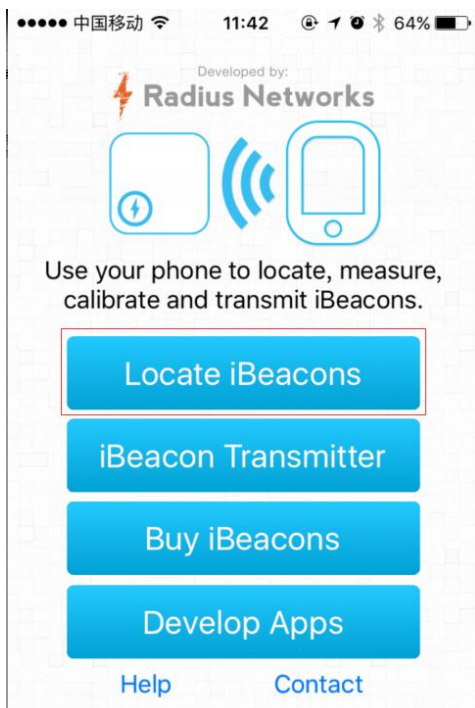 中国移动 11:42 64%
Developed by:
Radius Networks
Use your phone to locate, measure,
calibrate and transmit iBeacons.
Locate iBeacons
iBeacon Transmitter
Buy iBeacons
Develop Apps
Help Contact